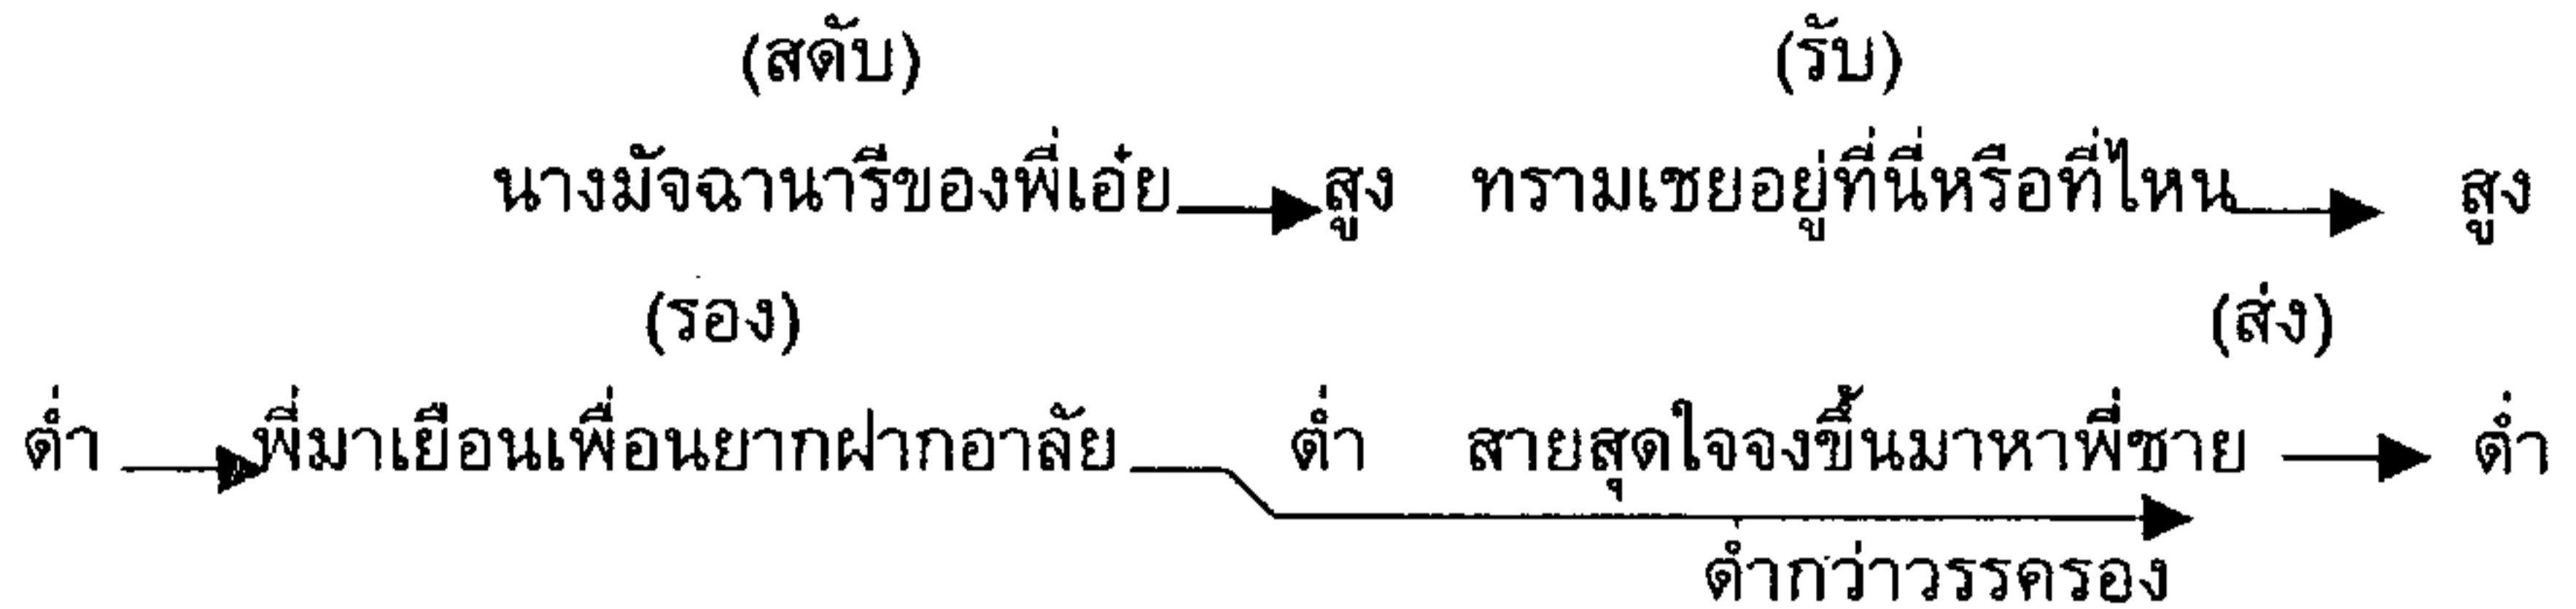 (สดับ) (รับ)
นางมัจฉานารีของพี่เอ๋ย สูง ทรามเชยอยู่ที่นี่หรือที่ไหน สูง
(รอง) (ส่ง)
ต่ำ พี่มาเยือนเพื่อนยากฝากอาลัย ต่ำ สายสุดใจจงขึ้นมาหาพี่ชาย ต่ำ
ต่ำกว่าวรรครอง